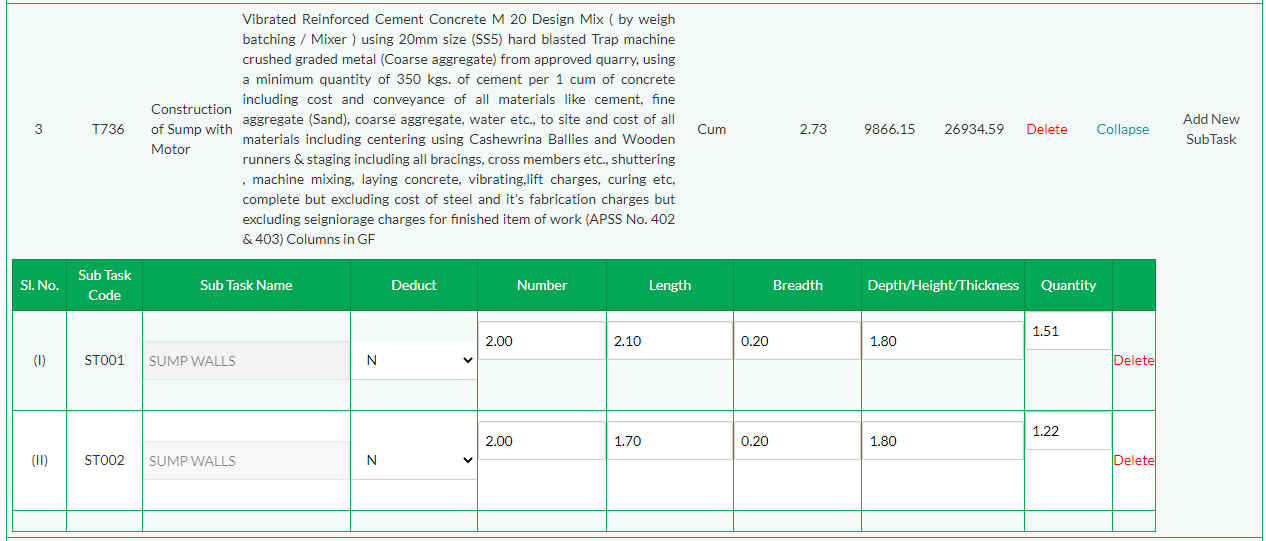 Vibrated Reinforced Cement Concrete M 20 Design Mix ( by weigh
batching / Mixer ) using 20mm size (SS5) hard blasted Trap machine
crushed graded metal (Coarse aggregate) from approved quarry, using
a minimum quantity of 350 kgs. of cement per 1 cum of concrete
including cost and conveyance of all materials like cement, fine
aggregate (Sand), coarse aggregate, water etc., to site and cost of all
materials including centering using Cashewrina Ballies and Wooden
runners & staging including all bracings, cross members etc., shuttering
, machine mixing, laying concrete, vibrating,lift charges, curing etc,
complete but excluding cost of steel and it's fabrication charges but
excluding seigniorage charges for finished item of work (APSS No. 402
& 403) Columns in GF
3 T736
Construction
of Sump with
Motor
Cum 2.73 9866.15 26934.59 Delete Collapse
Add New
SubTask
Sl. No. Sub Task Code Sub Task Name Deduct Number Length Breadth Depth/Height/Thickness Quantity
(I) ST001 SUMP WALLS N 2.00 2.10 0.20 1.80 1.51 Delete
(II) ST002 SUMP WALLS N 2.00 1.70 0.20 1.80 1.22 Delete